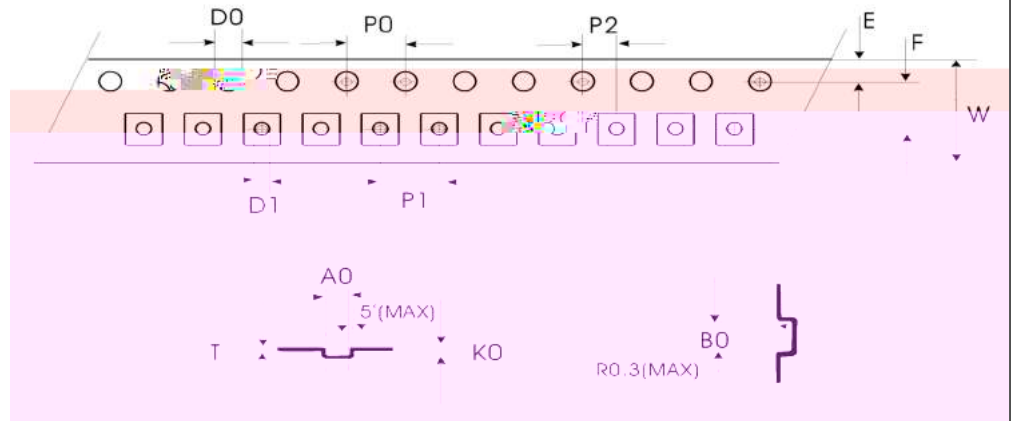 D0 P0 P2 E F
W
D1 P1
A0
5'(MAX)
T K0 B0
R0.3(MAX)